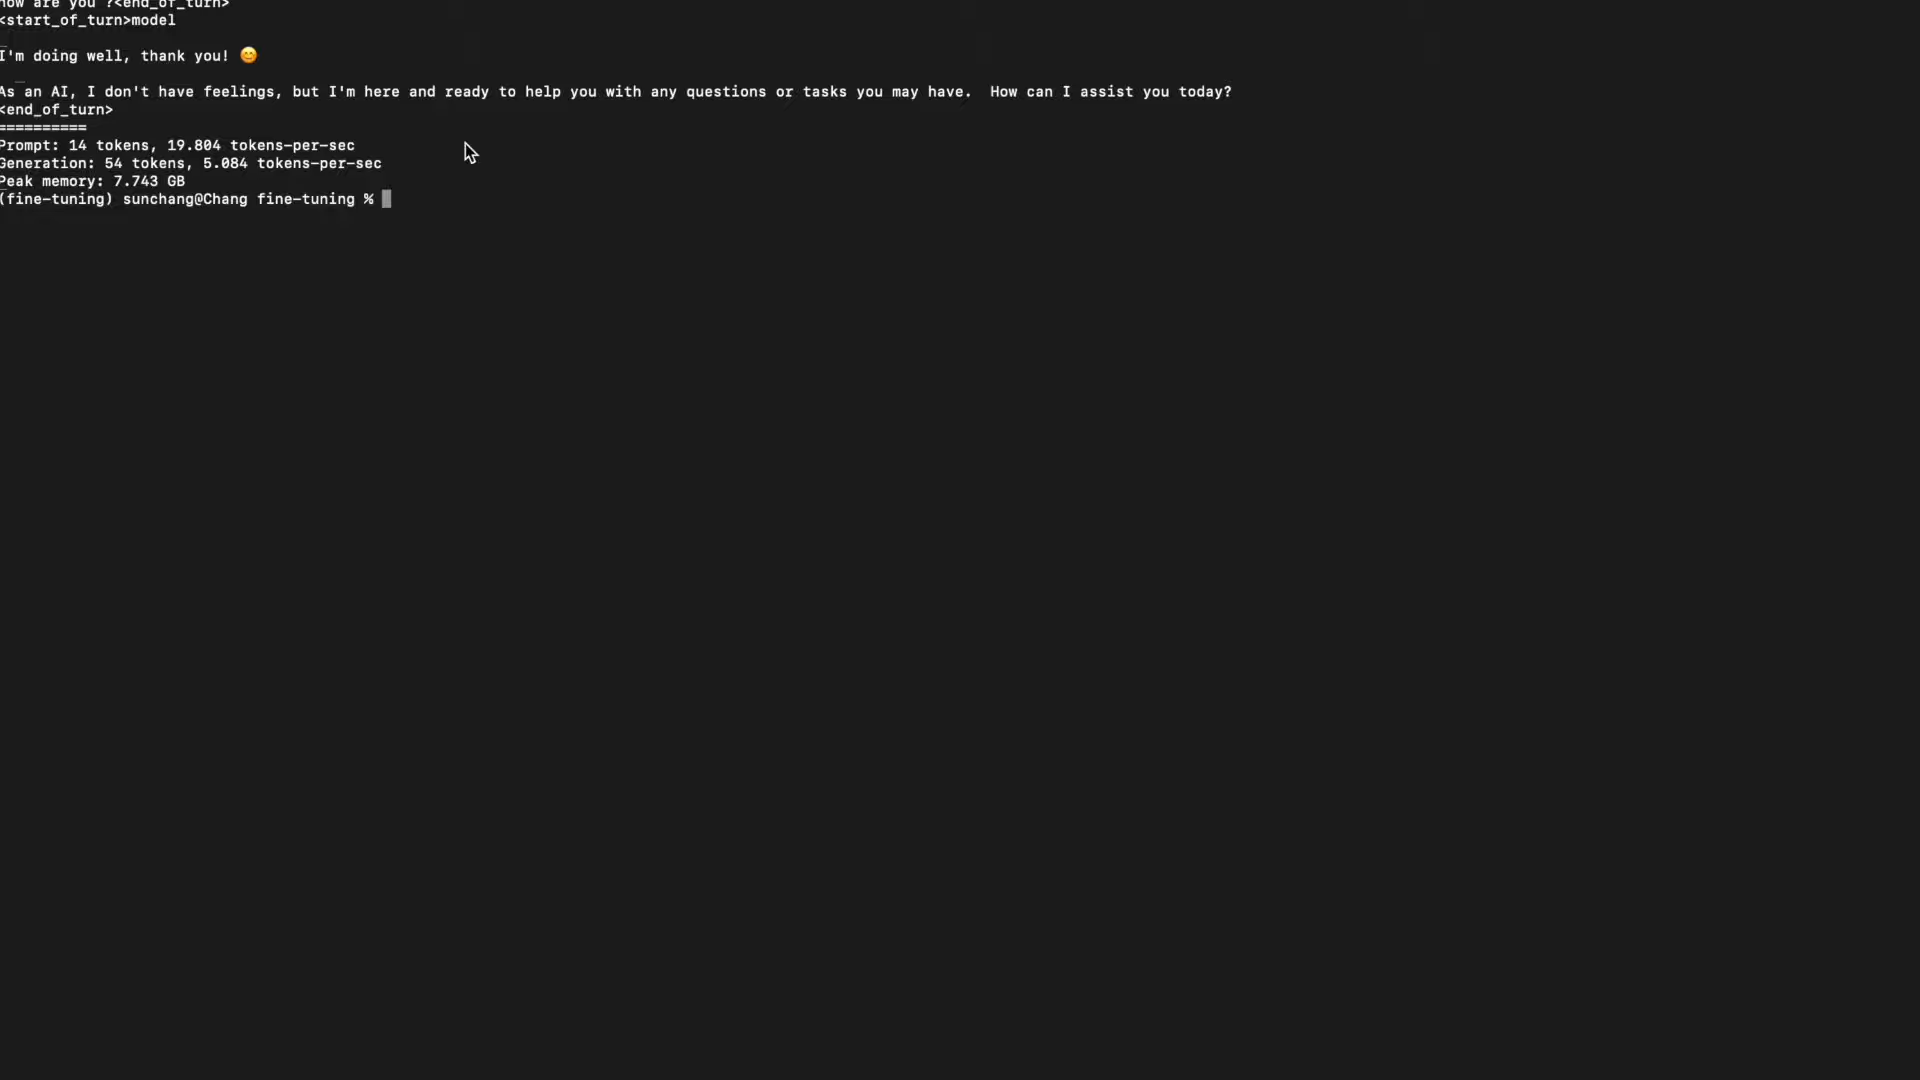 how are you ?<end_of_turn>
<start_of_turn>model
I'm doing well, thank you! 😊
As an AI, I don't have feelings, but I'm here and ready to help you with any questions or tasks you may have.  How can I assist you today?
<end_of_turn>
==========
Prompt: 14 tokens, 19.804 tokens-per-sec
Generation: 54 tokens, 5.084 tokens-per-sec
Peak memory: 7.743 GB
(fine-tuning) sunchang@Chang fine-tuning %